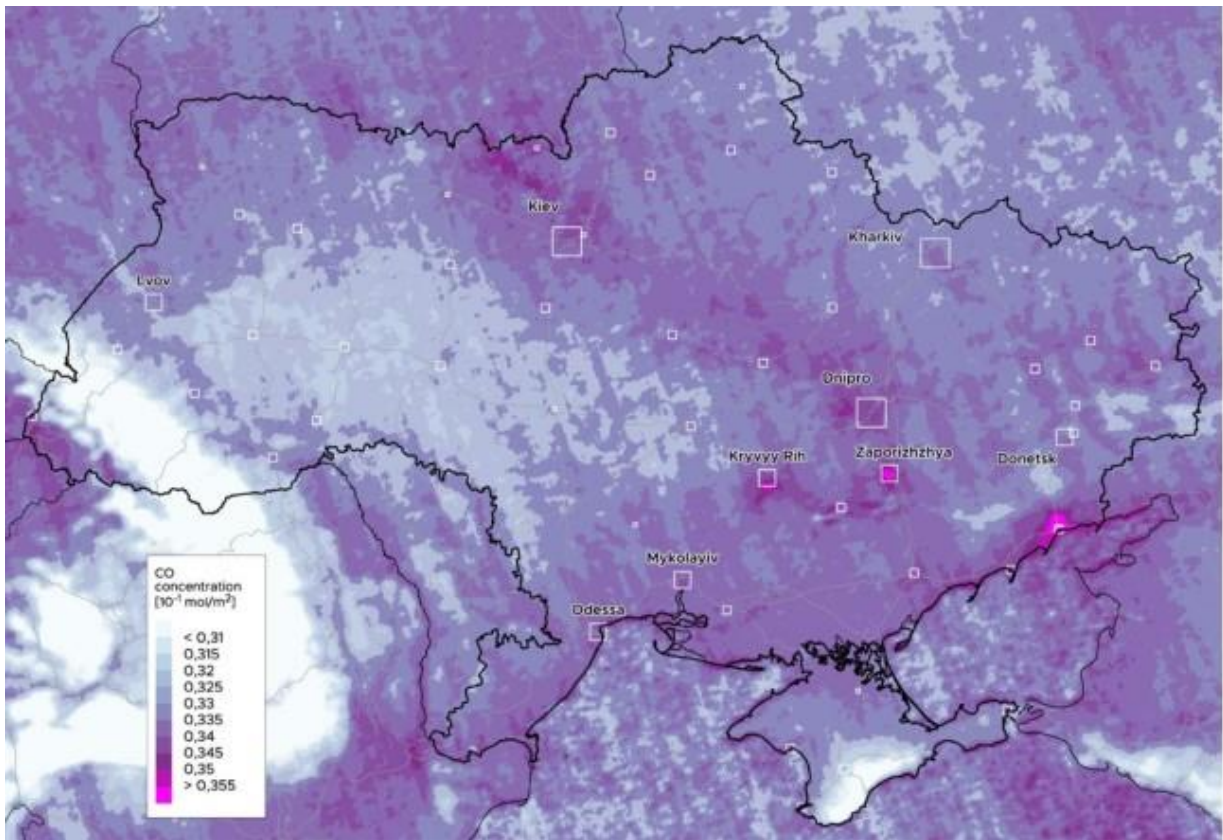 Kiev
Kharkiv
Lvov
Dnipro
Kryvyy Rih
Zaporizhzhya
Donetsk
Mykolayiv
Odessa
CO
concentration
[10⁻¹ mol/m²]
< 0,31
0,315
0,32
0,325
0,33
0,335
0,34
0,345
0,35
> 0,355